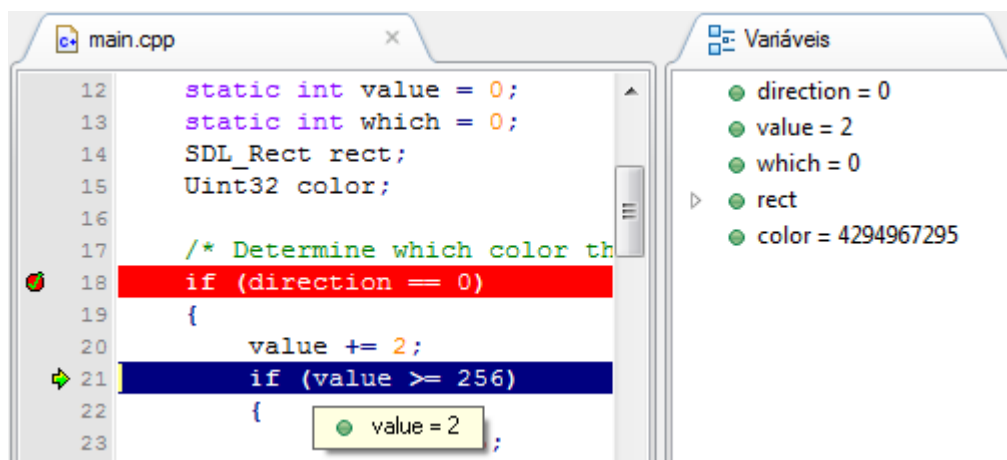 main.cpp
12 static int value = 0;
13 static int which = 0;
14 SDL_Rect rect;
15 Uint32 color;
16
17 /* Determine which color th
18 if (direction == 0)
19 {
20 value += 2;
21 if (value >= 256)
22 {
value = 2
23 ;
Variáveis
direction = 0
value = 2
which = 0
rect
color = 4294967295